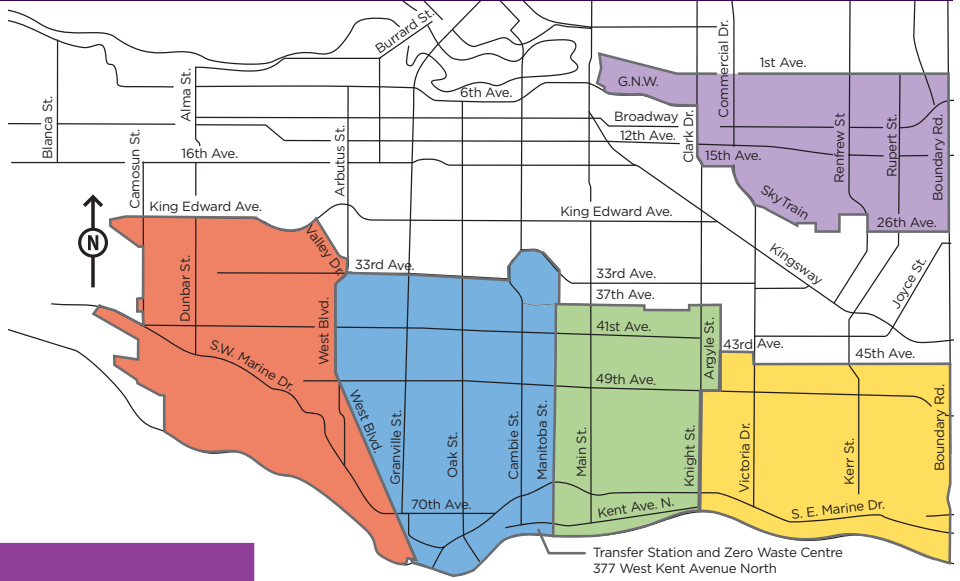 Burrard St.
Commercial Dr.
1st Ave.
G.N.W.
6th Ave.
Alma St.
Blanca St.
Broadway
12th Ave.
Clark Dr.
Renfrew St
Rupert St.
Boundary Rd.
Camosun St.
16th Ave.
Arbutus St.
15th Ave.
SkyTrain
King Edward Ave.
King Edward Ave.
26th Ave.
N
Valley Dr.
33rd Ave.
33rd Ave.
Kingsway
Joyce St.
Dunbar St.
37th Ave.
West Blvd.
41st Ave.
Argyle St.
43rd Ave.
45th Ave.
S.W. Marine Dr.
49th Ave.
West Blvd.
Granville St.
Oak St.
Cambie St.
Manitoba St.
Main St.
Knight St.
Victoria Dr.
Kerr St.
Boundary Rd.
70th Ave.
Kent Ave. N.
S. E. Marine Dr.
Transfer Station and Zero Waste Centre
377 West Kent Avenue North